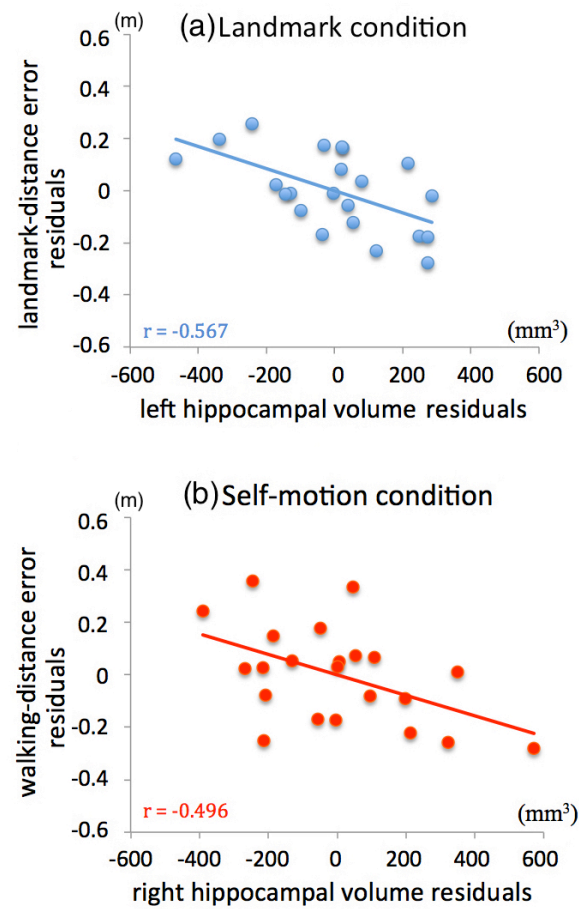 (m) (a) Landmark condition
0.6
0.4
0.2
0
-0.2
-0.4
-0.6
landmark-distance error
residuals
r = -0.567
(mm³)
-600 -400 -200 0 200 400 600
left hippocampal volume residuals
(m) (b) Self-motion condition
0.6
0.4
0.2
0
-0.2
-0.4
-0.6
walking-distance error
residuals
r = -0.496
(mm³)
-600 -400 -200 0 200 400 600
right hippocampal volume residuals